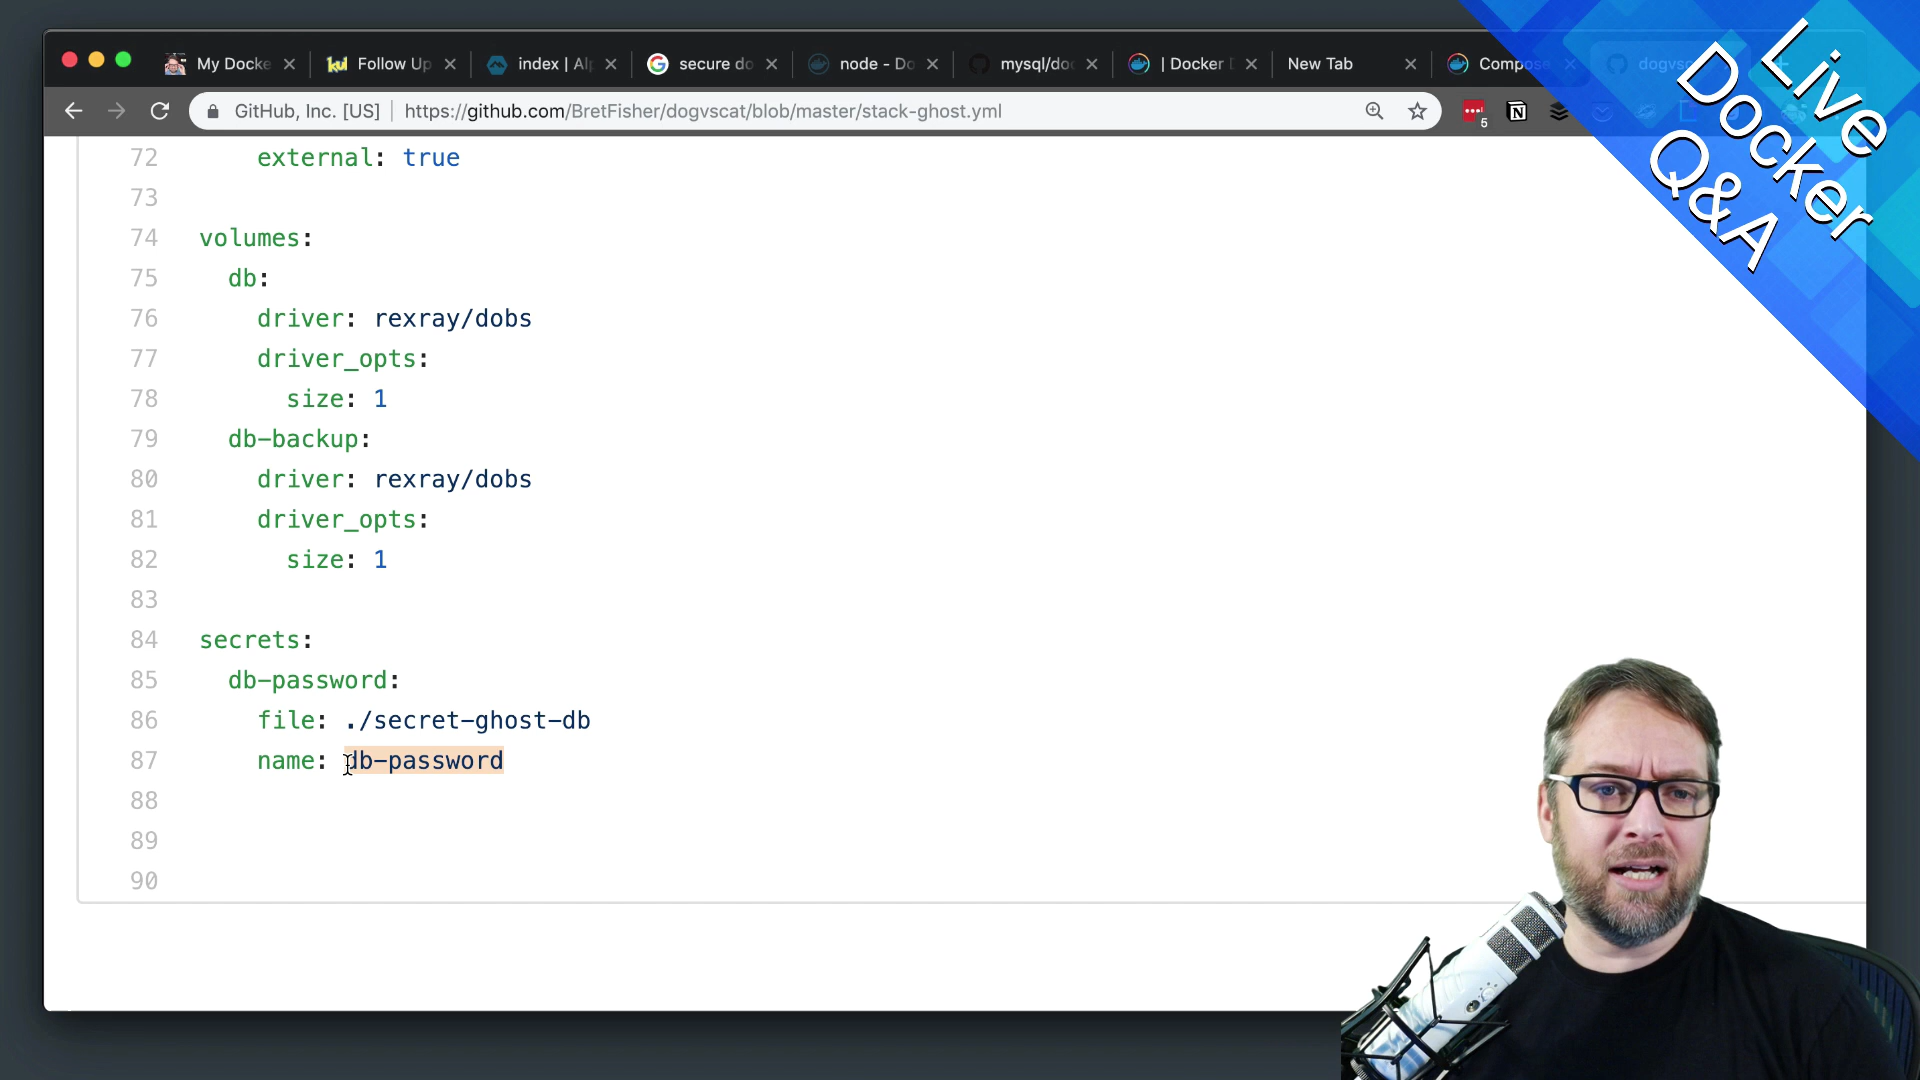 My Docke
Follow Up
index | Al
secure do
node - Do
mysql/doc
| Docker
New Tab
Compose
dogvsc
GitHub, Inc. [US]
https://github.com/BretFisher/dogvscat/blob/master/stack-ghost.yml
5
Live
Docker
Q&A
72 external: true
73
74 volumes:
75 db:
76 driver: rexray/dobs
77 driver_opts:
78 size: 1
79 db-backup:
80 driver: rexray/dobs
81 driver_opts:
82 size: 1
83
84 secrets:
85 db-password:
86 file: ./secret-ghost-db
87 name: db-password
88
89
90